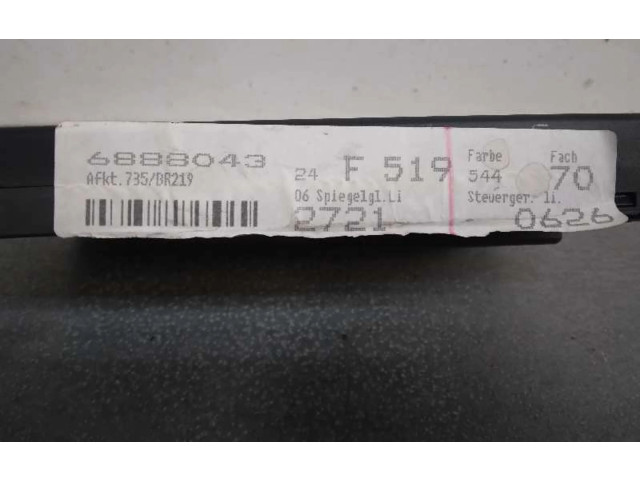 6888043
Afkt.735/BR219
24 F 519
06 Spiegelgl.Li
2721
Farbe Fach
544 70
Steuerger. li.
0626